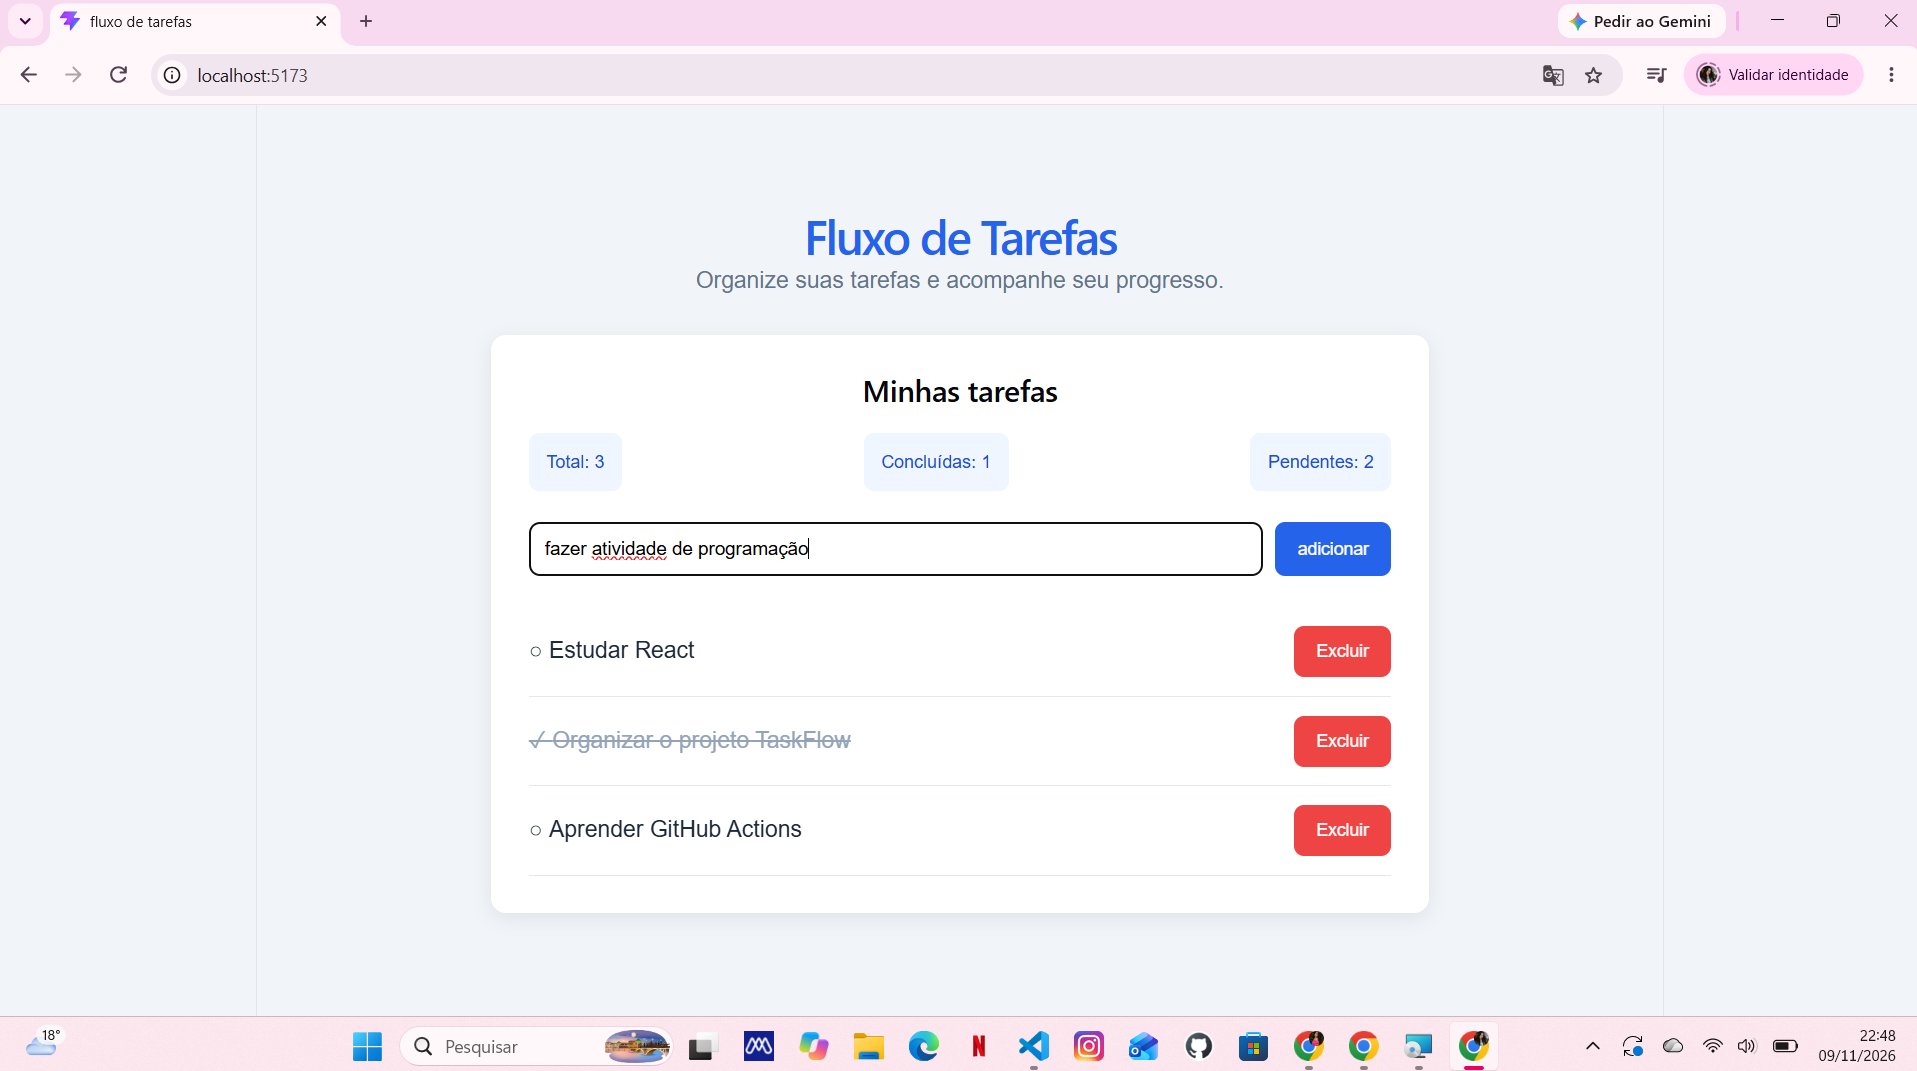 fluxo de tarefas
Pedir ao Gemini
localhost:5173
Validar identidade
Fluxo de Tarefas
Organize suas tarefas e acompanhe seu progresso.
Minhas tarefas
Total: 3
Concluídas: 1
Pendentes: 2
fazer atividade de programação
adicionar
○ Estudar React
Excluir
✓ Organizar o projeto TaskFlow
Excluir
○ Aprender GitHub Actions
Excluir
18°
Pesquisar
22:48
09/11/2026